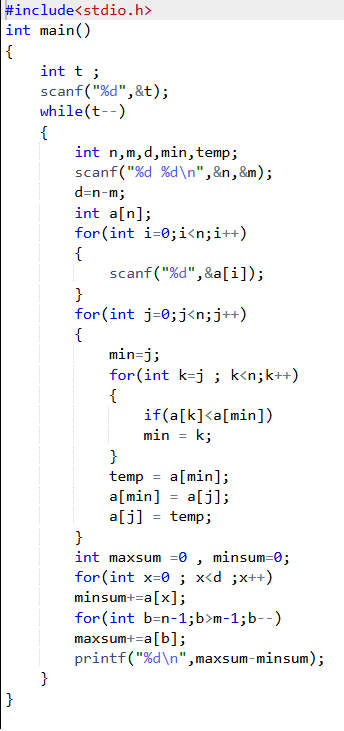 #include<stdio.h>
int main()
{
    int t ;
    scanf("%d",&t);
    while(t--)
    {
        int n,m,d,min,temp;
        scanf("%d %d\n",&n,&m);
        d=n-m;
        int a[n];
        for(int i=0;i<n;i++)
        {
            scanf("%d",&a[i]);
        }
        for(int j=0;j<n;j++)
        {
            min=j;
            for(int k=j ; k<n;k++)
            {
                if(a[k]<a[min])
                min = k;
            }
            temp = a[min];
            a[min] = a[j];
            a[j] = temp;
        }
        int maxsum =0 , minsum=0;
        for(int x=0 ; x<d ;x++)
        minsum+=a[x];
        for(int b=n-1;b>m-1;b--)
        maxsum+=a[b];
        printf("%d\n",maxsum-minsum);
    }
}